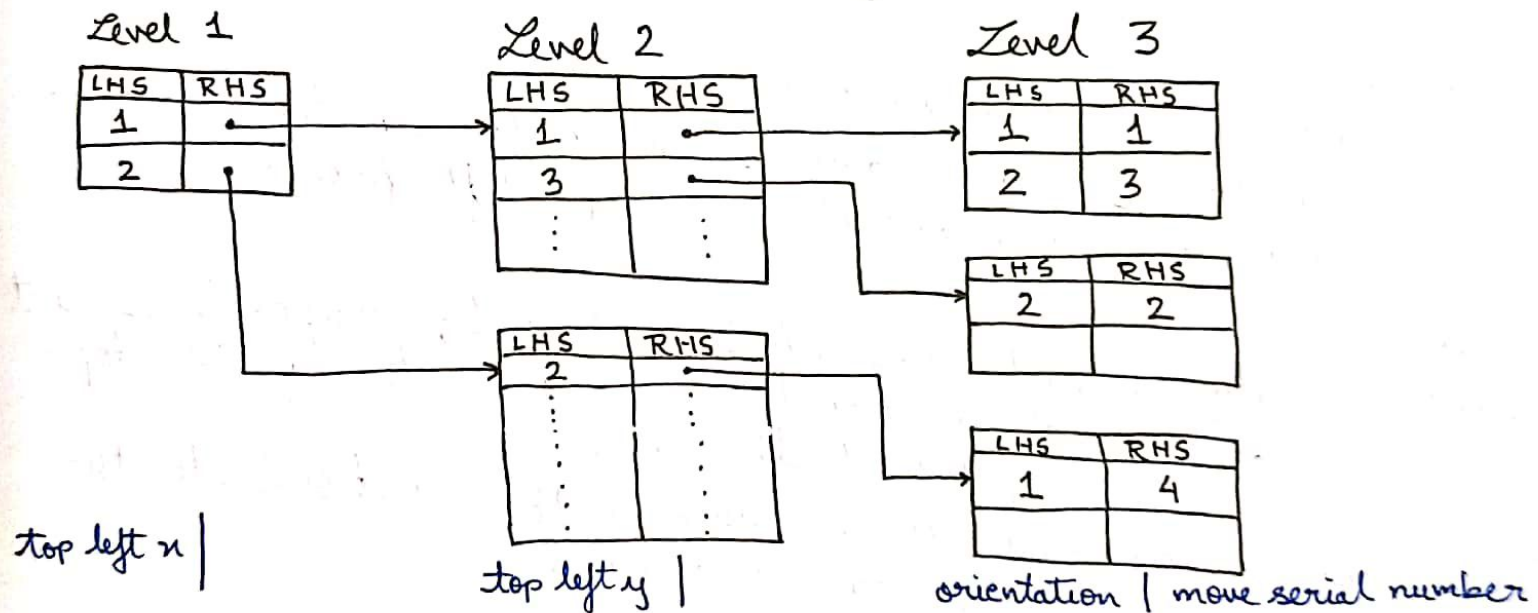 Level 1
LHS RHS
1
2
Level 2
LHS RHS
1
3
LHS RHS
2
Level 3
LHS RHS
1 1
2 3
LHS RHS
2 2
LHS RHS
1 4
top left x |
top left y |
orientation | move serial number